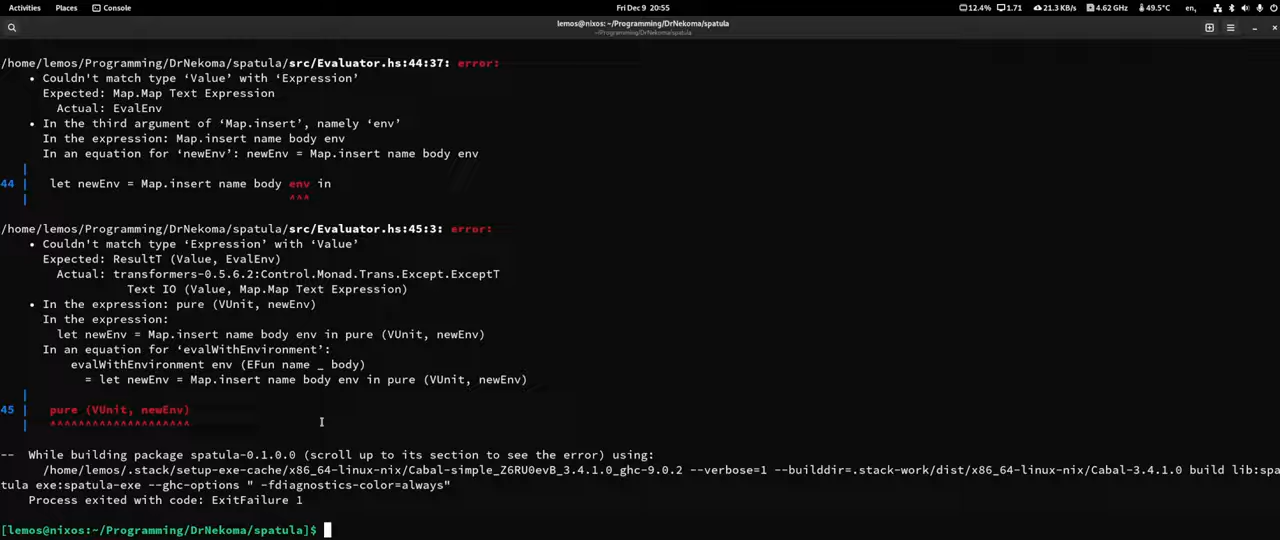 Activities Places Console Fri Dec 9 20:55 12.4% 1.71 21.3 KB/s 4.62 GHz 49.5°C en,
lemos@nixos: ~/Programming/DrNekoma/spatula
~/Programming/DrNekoma/spatula
/home/lemos/Programming/DrNekoma/spatula/src/Evaluator.hs:44:37: error:
• Couldn't match type ‘Value’ with ‘Expression’
Expected: Map.Map Text Expression
Actual: EvalEnv
• In the third argument of ‘Map.insert’, namely ‘env’
In the expression: Map.insert name body env
In an equation for ‘newEnv’: newEnv = Map.insert name body env
|
44 | let newEnv = Map.insert name body env in
| ^^^
/home/lemos/Programming/DrNekoma/spatula/src/Evaluator.hs:45:3: error:
• Couldn't match type ‘Expression’ with ‘Value’
Expected: ResultT (Value, EvalEnv)
Actual: transformers-0.5.6.2:Control.Monad.Trans.Except.ExceptT
Text IO (Value, Map.Map Text Expression)
• In the expression: pure (VUnit, newEnv)
In the expression:
let newEnv = Map.insert name body env in pure (VUnit, newEnv)
In an equation for ‘evalWithEnvironment’:
evalWithEnvironment env (EFun name _ body)
= let newEnv = Map.insert name body env in pure (VUnit, newEnv)
|
45 | pure (VUnit, newEnv)
| ^^^^^^^^^^^^^^^^^^^^
-- While building package spatula-0.1.0.0 (scroll up to its section to see the error) using:
/home/lemos/.stack/setup-exe-cache/x86_64-linux-nix/Cabal-simple_Z6RU0evB_3.4.1.0_ghc-9.0.2 --verbose=1 --builddir=.stack-work/dist/x86_64-linux-nix/Cabal-3.4.1.0 build lib:spa
tula exe:spatula-exe --ghc-options " -fdiagnostics-color=always"
Process exited with code: ExitFailure 1
[lemos@nixos:~/Programming/DrNekoma/spatula]$